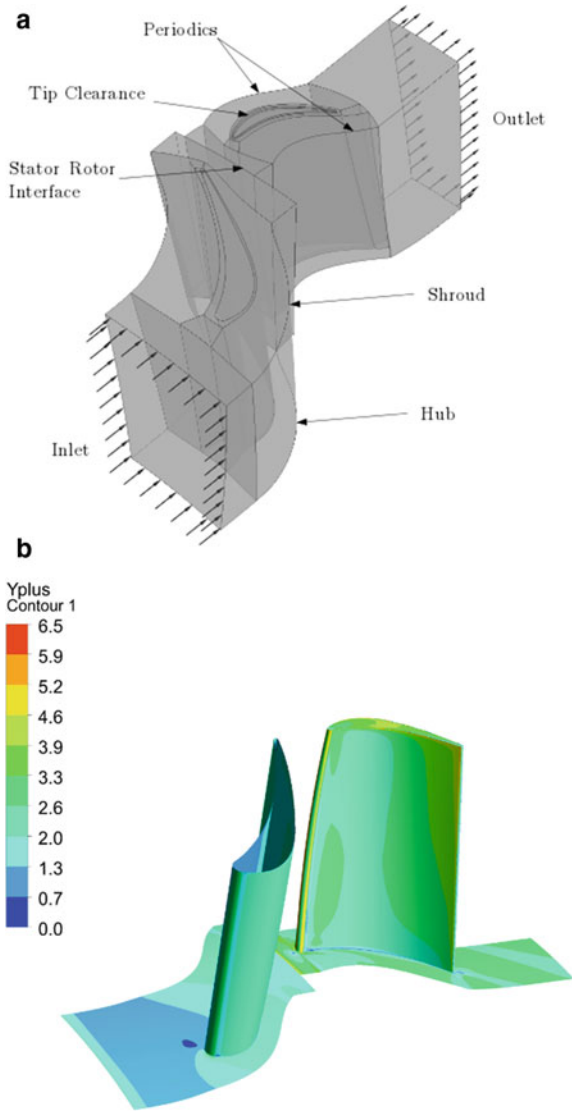 a
Periodics
Tip Clearance
Stator Rotor
Interface
Outlet
Shroud
Hub
Inlet
b
Yplus
Contour 1
6.5
5.9
5.2
4.6
3.9
3.3
2.6
2.0
1.3
0.7
0.0